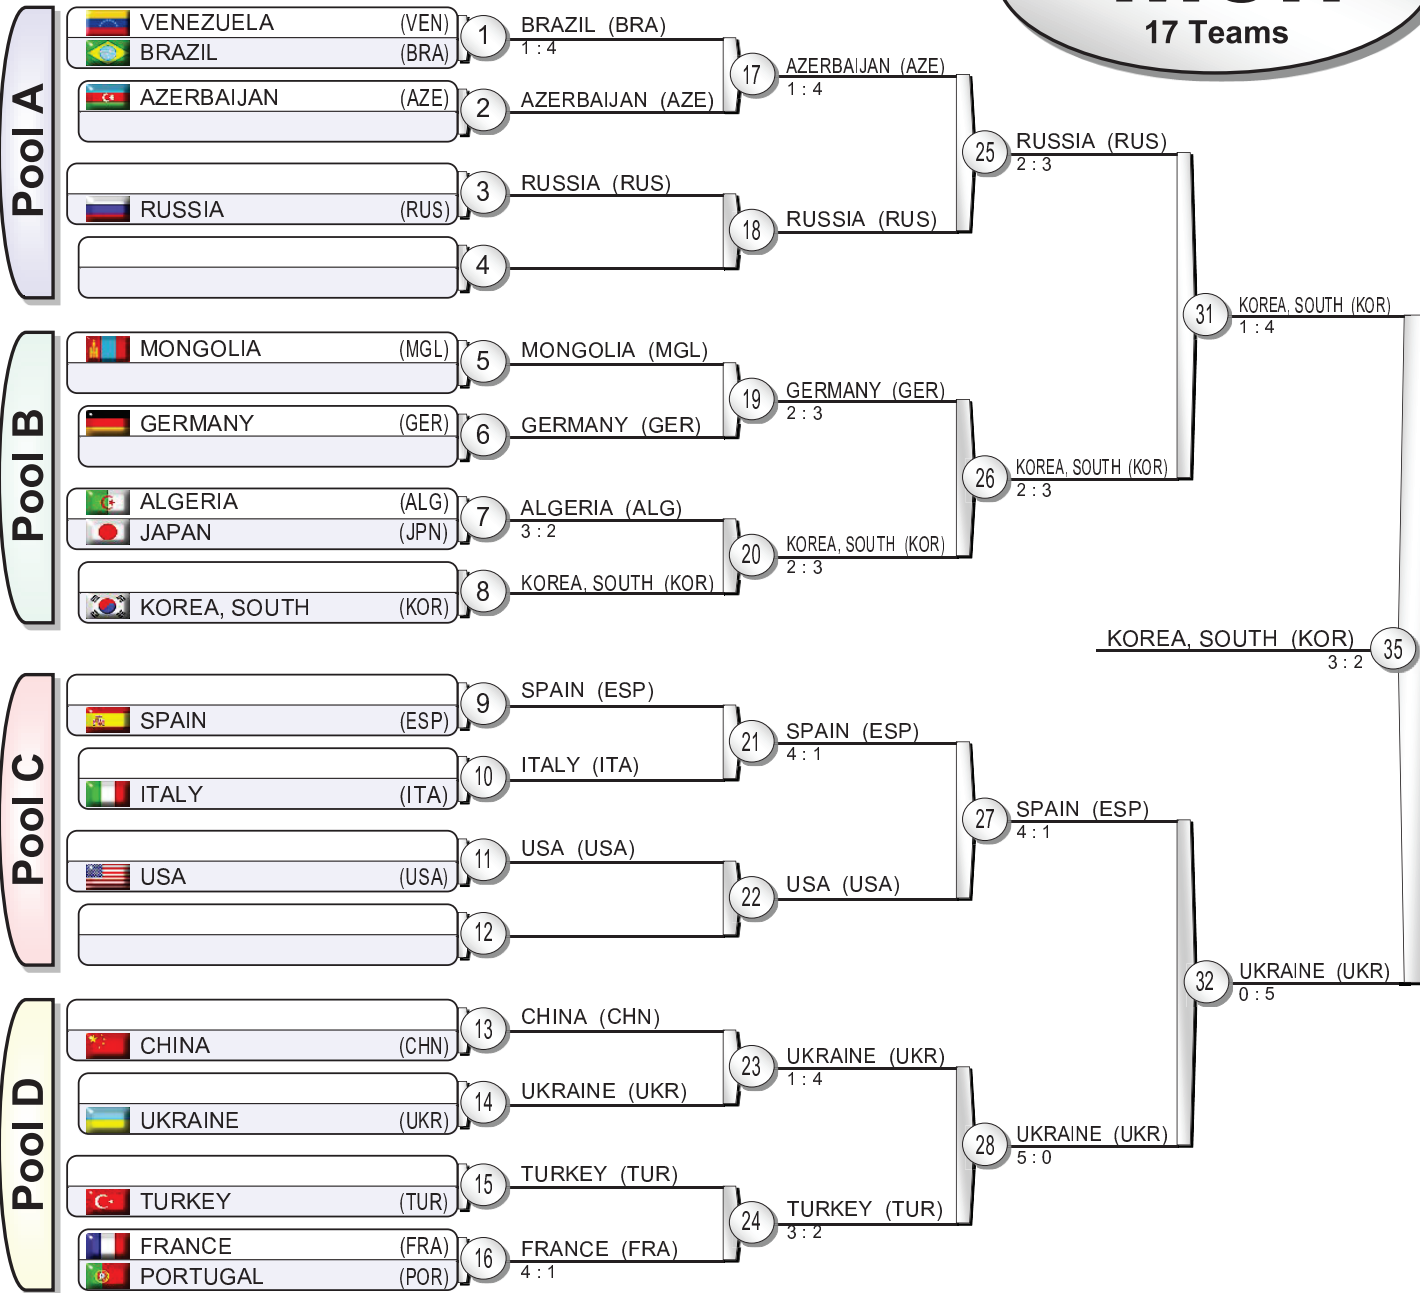 17 Teams
Pool A
VENEZUELA (VEN)
BRAZIL (BRA)
1
BRAZIL (BRA)
1 : 4
AZERBAIJAN (AZE)
2
AZERBAIJAN (AZE)
17
AZERBAIJAN (AZE)
1 : 4
RUSSIA (RUS)
3
RUSSIA (RUS)
4
18
RUSSIA (RUS)
25
RUSSIA (RUS)
2 : 3
Pool B
MONGOLIA (MGL)
5
MONGOLIA (MGL)
GERMANY (GER)
6
GERMANY (GER)
19
GERMANY (GER)
2 : 3
ALGERIA (ALG)
JAPAN (JPN)
7
ALGERIA (ALG)
3 : 2
KOREA, SOUTH (KOR)
8
KOREA, SOUTH (KOR)
20
KOREA, SOUTH (KOR)
2 : 3
26
KOREA, SOUTH (KOR)
2 : 3
31
KOREA, SOUTH (KOR)
1 : 4
KOREA, SOUTH (KOR)
3 : 2
35
Pool C
SPAIN (ESP)
9
SPAIN (ESP)
ITALY (ITA)
10
ITALY (ITA)
21
SPAIN (ESP)
4 : 1
USA (USA)
11
USA (USA)
12
22
USA (USA)
27
SPAIN (ESP)
4 : 1
Pool D
CHINA (CHN)
13
CHINA (CHN)
UKRAINE (UKR)
14
UKRAINE (UKR)
23
UKRAINE (UKR)
1 : 4
TURKEY (TUR)
15
TURKEY (TUR)
FRANCE (FRA)
PORTUGAL (POR)
16
FRANCE (FRA)
4 : 1
24
TURKEY (TUR)
3 : 2
28
UKRAINE (UKR)
5 : 0
32
UKRAINE (UKR)
0 : 5